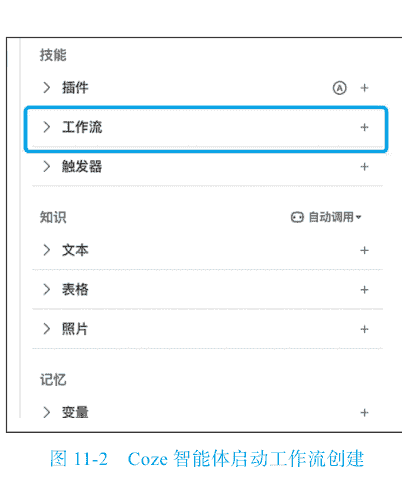 技能
插件 A +
工作流 +
触发器 +
知识 自动调用
文本 +
表格 +
照片 +
记忆
变量 +
图 11-2 Coze 智能体启动工作流创建